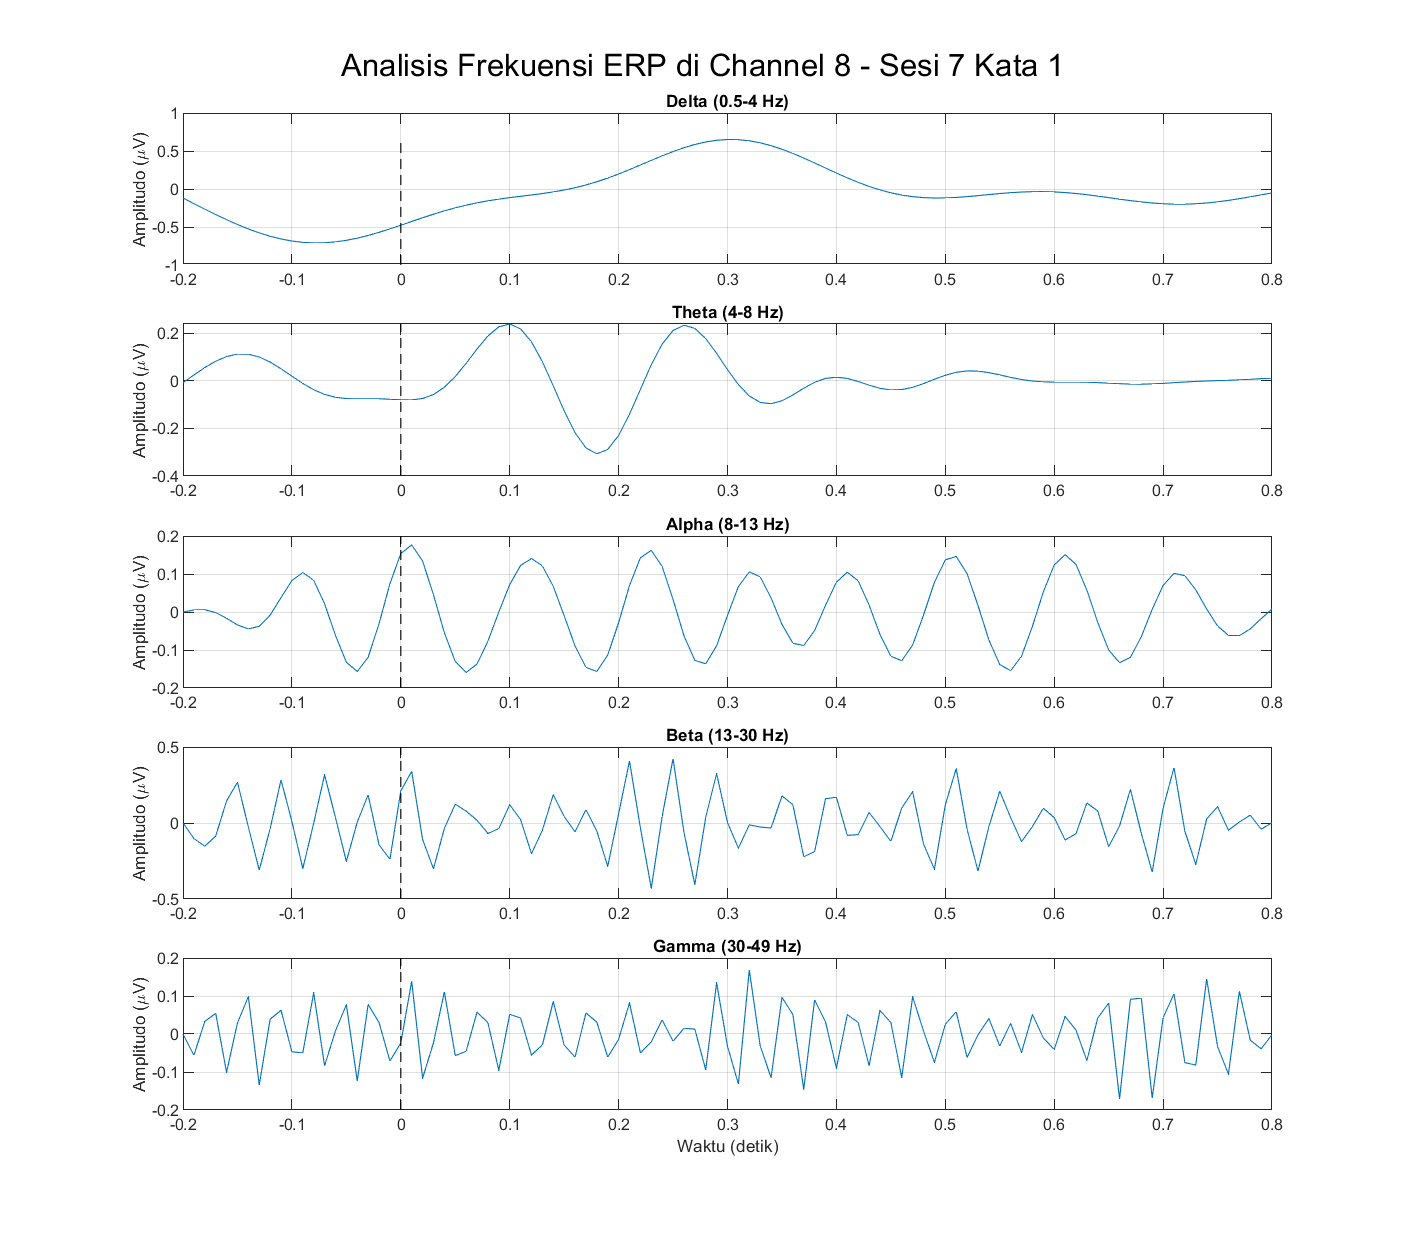 Analisis Frekuensi ERP di Channel 8 - Sesi 7 Kata 1
Delta (0.5-4 Hz)
Amplitudo (μV)
1
0.5
0
-0.5
-1
-0.2 -0.1 0 0.1 0.2 0.3 0.4 0.5 0.6 0.7 0.8
Theta (4-8 Hz)
Amplitudo (μV)
0.2
0
-0.2
-0.4
-0.2 -0.1 0 0.1 0.2 0.3 0.4 0.5 0.6 0.7 0.8
Alpha (8-13 Hz)
Amplitudo (μV)
0.2
0.1
0
-0.1
-0.2
-0.2 -0.1 0 0.1 0.2 0.3 0.4 0.5 0.6 0.7 0.8
Beta (13-30 Hz)
Amplitudo (μV)
0.5
0
-0.5
-0.2 -0.1 0 0.1 0.2 0.3 0.4 0.5 0.6 0.7 0.8
Gamma (30-49 Hz)
Amplitudo (μV)
0.2
0.1
0
-0.1
-0.2
-0.2 -0.1 0 0.1 0.2 0.3 0.4 0.5 0.6 0.7 0.8
Waktu (detik)